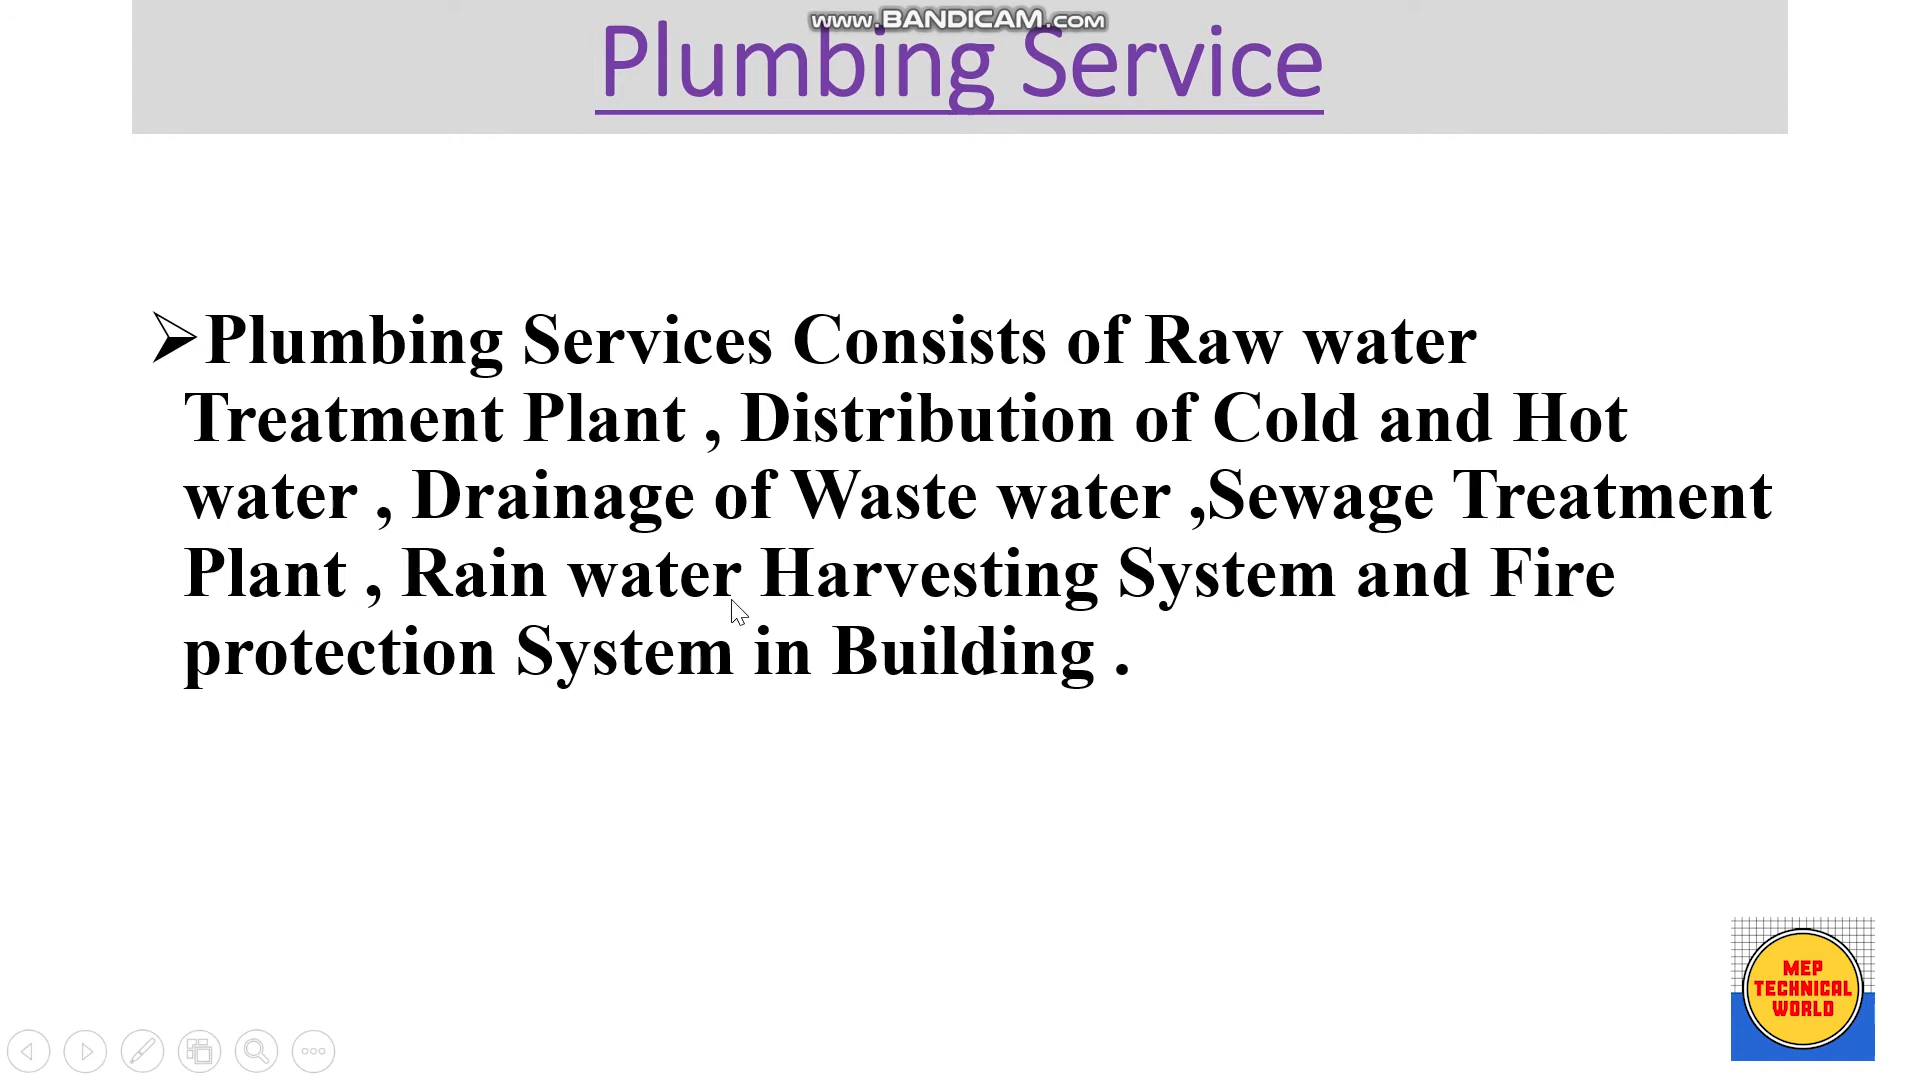 www.BANDICAM.com
Plumbing Service
➢Plumbing Services Consists of Raw water
Treatment Plant , Distribution of Cold and Hot
water , Drainage of Waste water ,Sewage Treatment
Plant , Rain water Harvesting System and Fire
protection System in Building .
MEP
TECHNICAL
WORLD